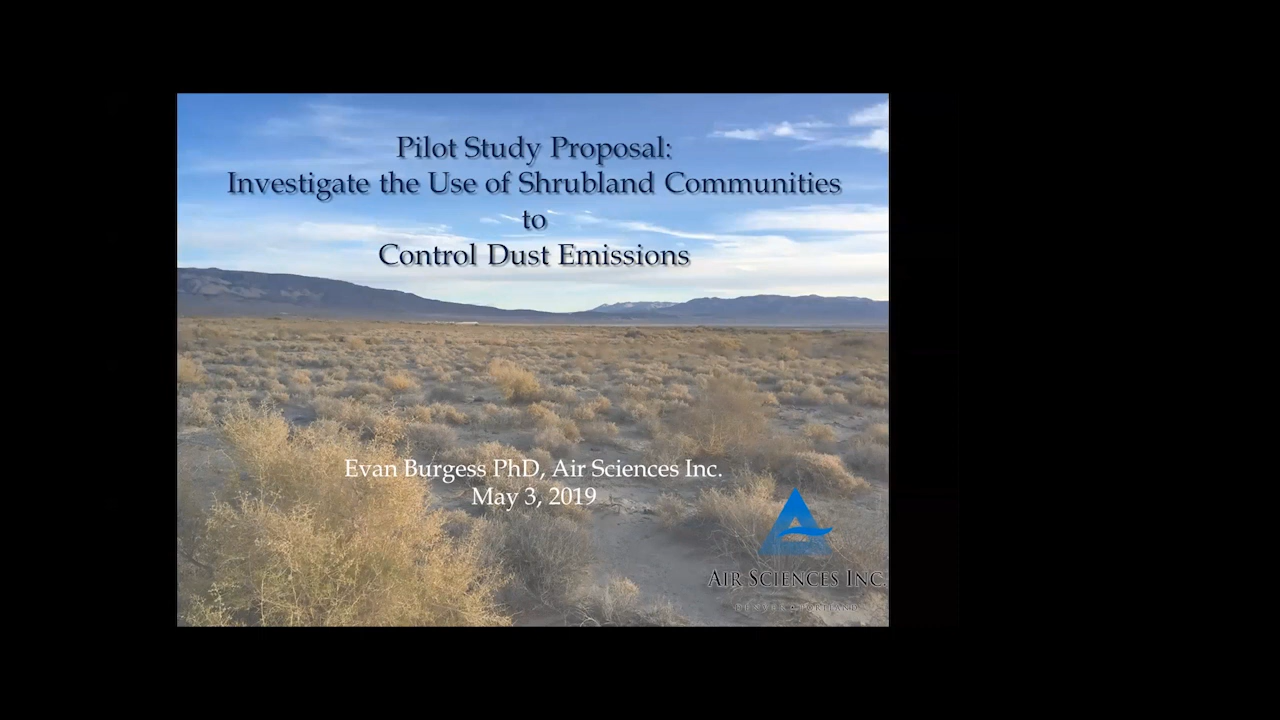 Pilot Study Proposal:
Investigate the Use of Shrubland Communities
to
Control Dust Emissions
Evan Burgess PhD, Air Sciences Inc.
May 3, 2019
AIR SCIENCES INC.